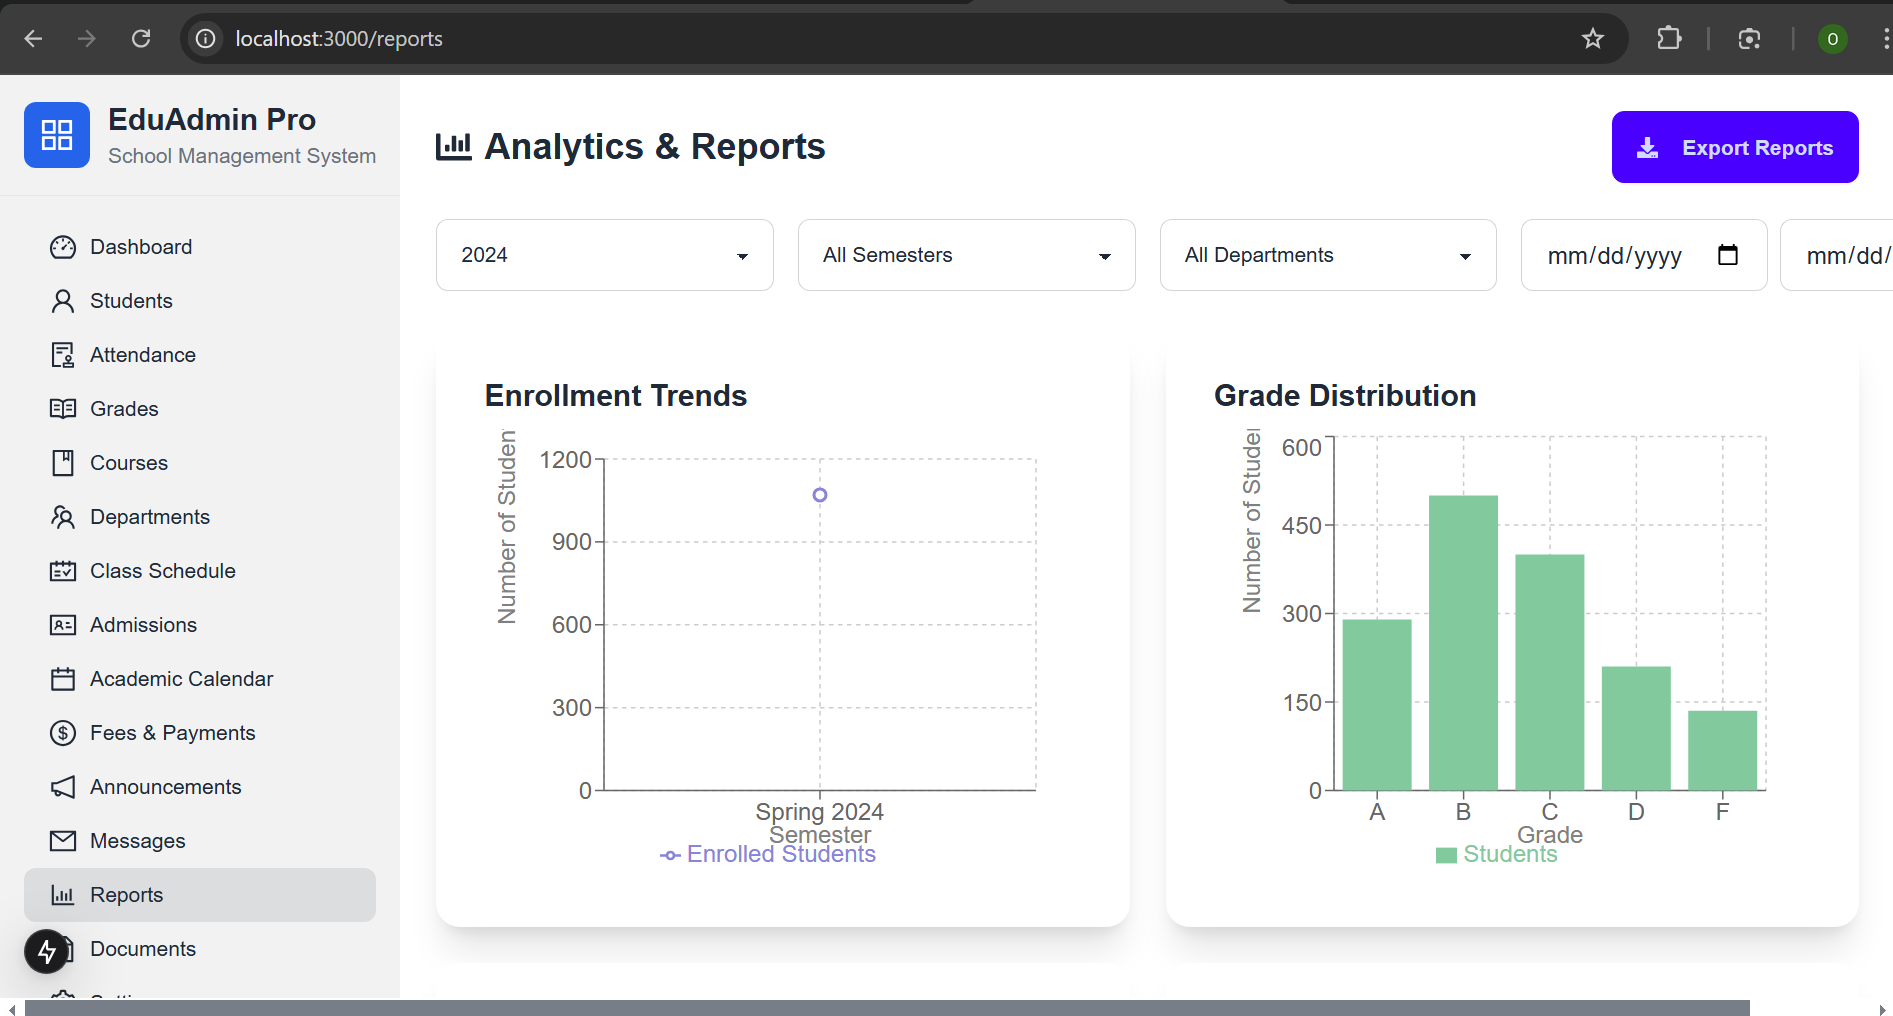 localhost:3000/reports
O
EduAdmin Pro
School Management System
Dashboard
Students
Attendance
Grades
Courses
Departments
Class Schedule
Admissions
Academic Calendar
Fees & Payments
Announcements
Messages
Reports
Documents
Analytics & Reports
Export Reports
2024
All Semesters
All Departments
mm/dd/yyyy
mm/dd/
Enrollment Trends
Number of Studen
1200
900
600
300
0
Spring 2024
Semester
Enrolled Students
Grade Distribution
Number of Stude
600
450
300
150
0
A B C D F
Grade
Students